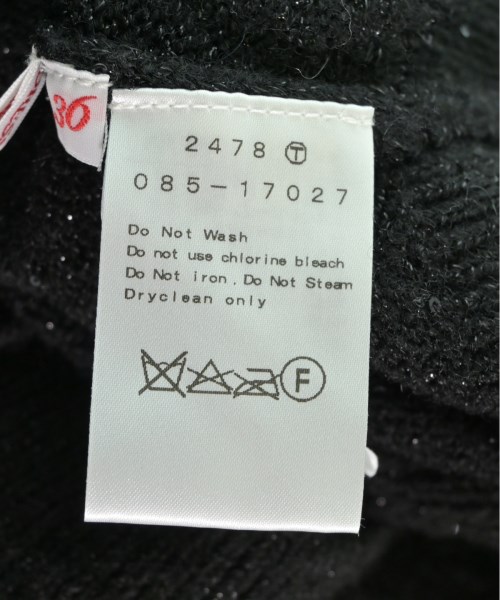 36
2478 Ⓣ
085-17027
Do Not Wash
Do not use chlorine bleach
Do Not iron. Do Not Steam
Dryclean only
F